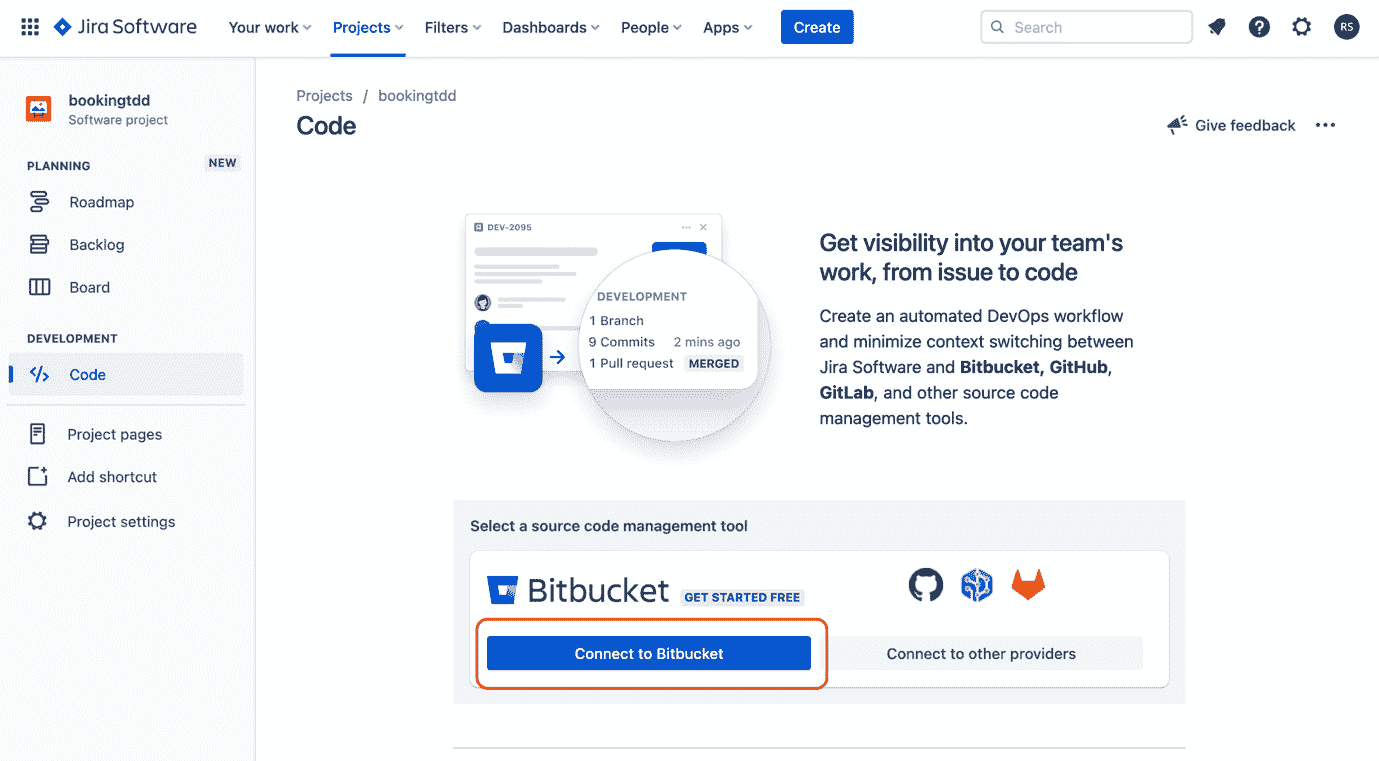 Jira Software Your work Projects Filters Dashboards People Apps Create Search RS
bookingtdd
Software project
PLANNING NEW
Roadmap
Backlog
Board
DEVELOPMENT
Code
Project pages
Add shortcut
Project settings
Projects / bookingtdd
Code
Give feedback
DEV-2095
DEVELOPMENT
1 Branch
9 Commits 2 mins ago
1 Pull request MERGED
Get visibility into your team's
work, from issue to code
Create an automated DevOps workflow
and minimize context switching between
Jira Software and Bitbucket, GitHub,
GitLab, and other source code
management tools.
Select a source code management tool
Bitbucket GET STARTED FREE
Connect to Bitbucket
Connect to other providers